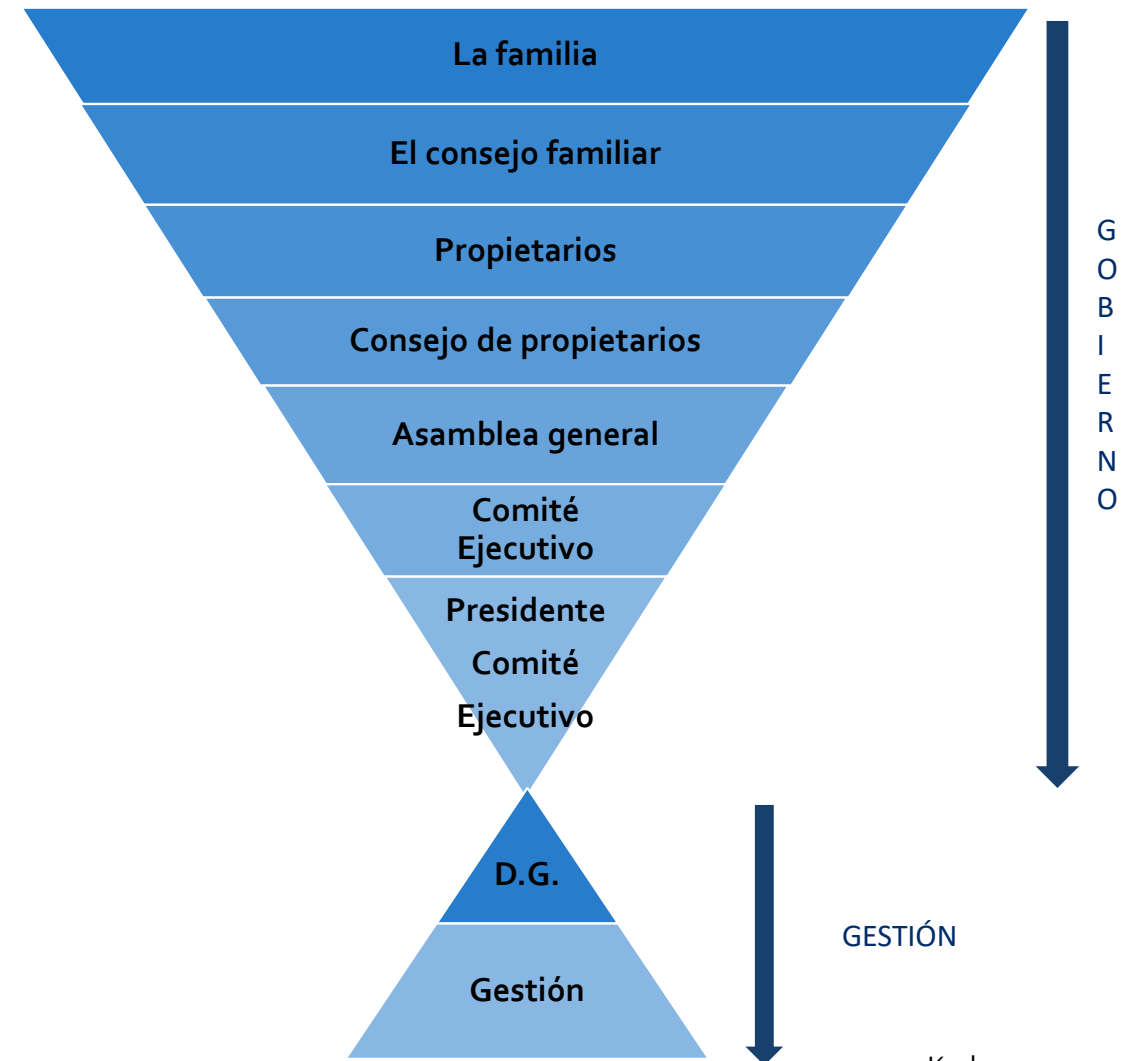 La familia
El consejo familiar
Propietarios
Consejo de propietarios
Asamblea general
Comité
Ejecutivo
Presidente
Comité
Ejecutivo
D.G.
Gestión
G
O
B
I
E
R
N
O
GESTIÓN